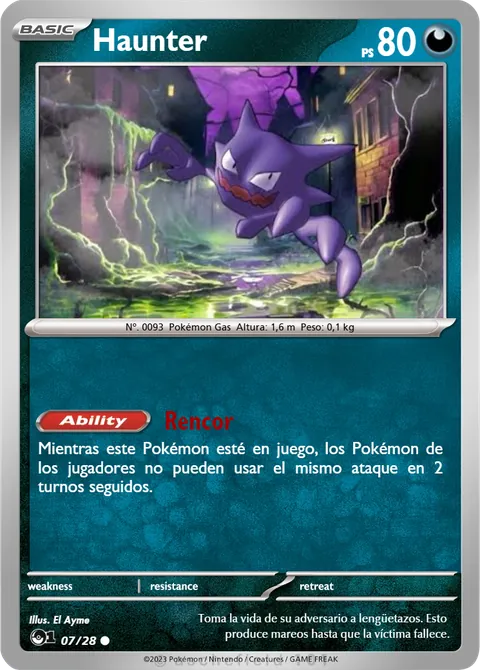 BASIC
Haunter
PS 80
Nº. 0093 Pokémon Gas Altura: 1,6 m Peso: 0,1 kg
Ability Rencor
Mientras este Pokémon esté en juego, los Pokémon de
los jugadores no pueden usar el mismo ataque en 2
turnos seguidos.
weakness resistance retreat
Illus. El Ayme
Toma la vida de su adversario a lengüetazos. Esto
produce mareos hasta que la víctima fallece.
07/28
©2023 Pokémon / Nintendo / Creatures / GAME FREAK